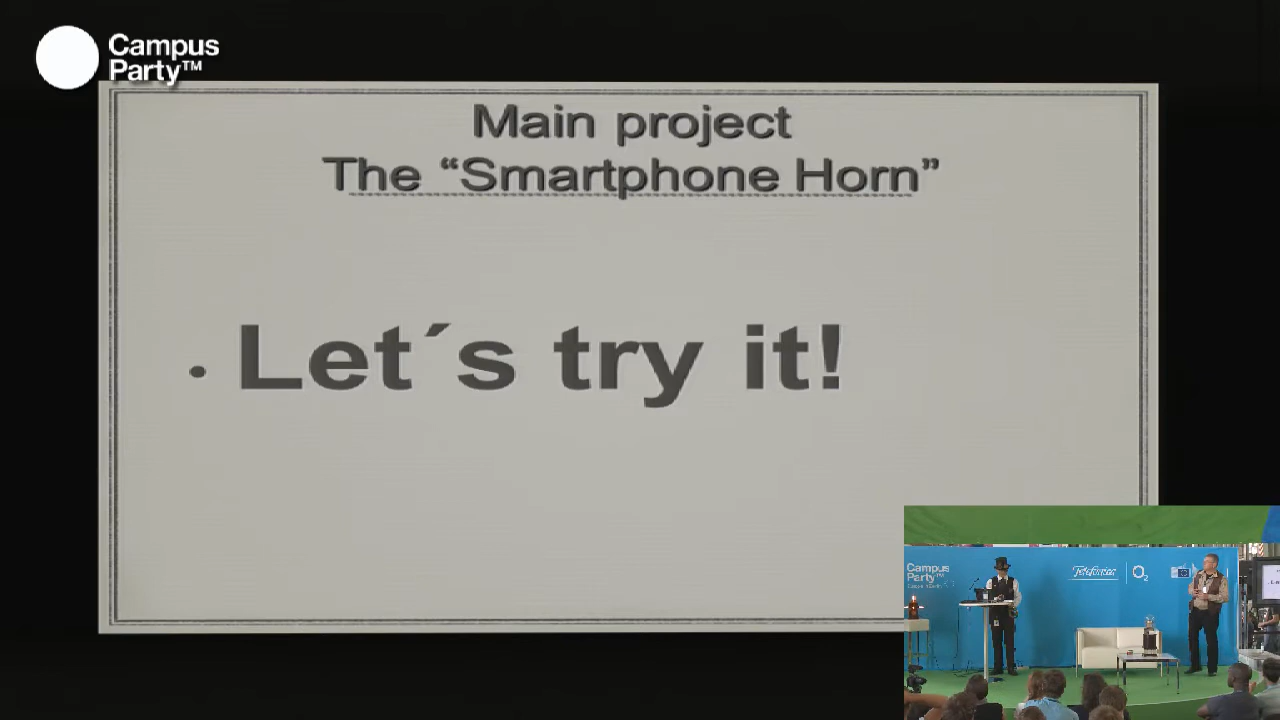 Campus
Party™
Main project
The “Smartphone Horn”
• Let´s try it!
Campus
Party™
Telefónica
O2